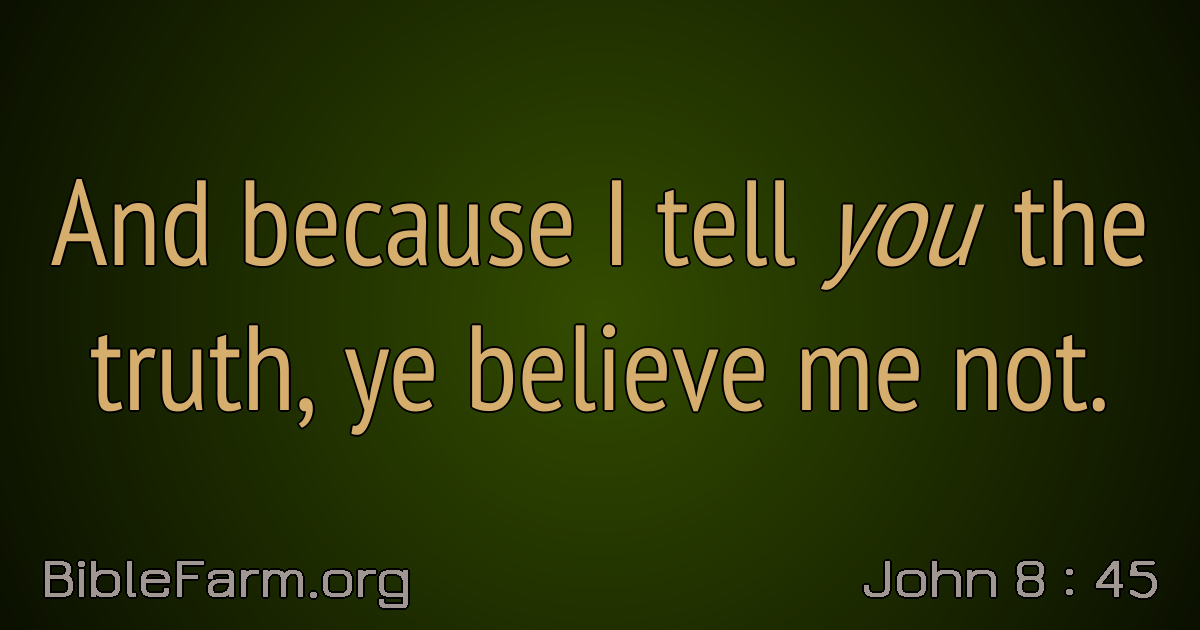 And because I tell you the
truth, ye believe me not.
BibleFarm.org
John 8 : 45